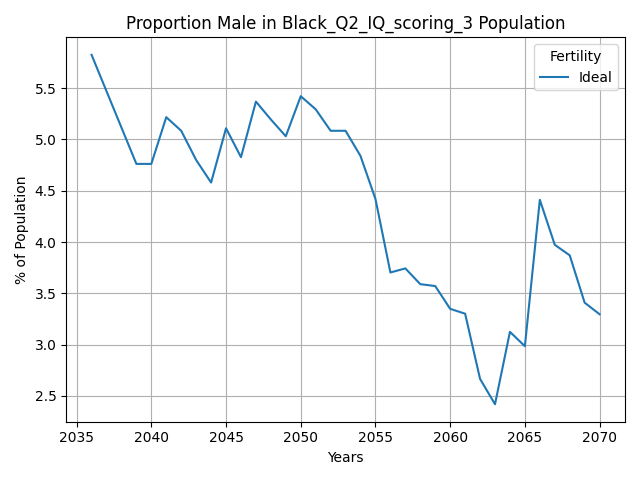 Proportion Male in Black_Q2_IQ_scoring_3 Population
Fertility
Ideal
% of Population
5.5
5.0
4.5
4.0
3.5
3.0
2.5
2035 2040 2045 2050 2055 2060 2065 2070
Years